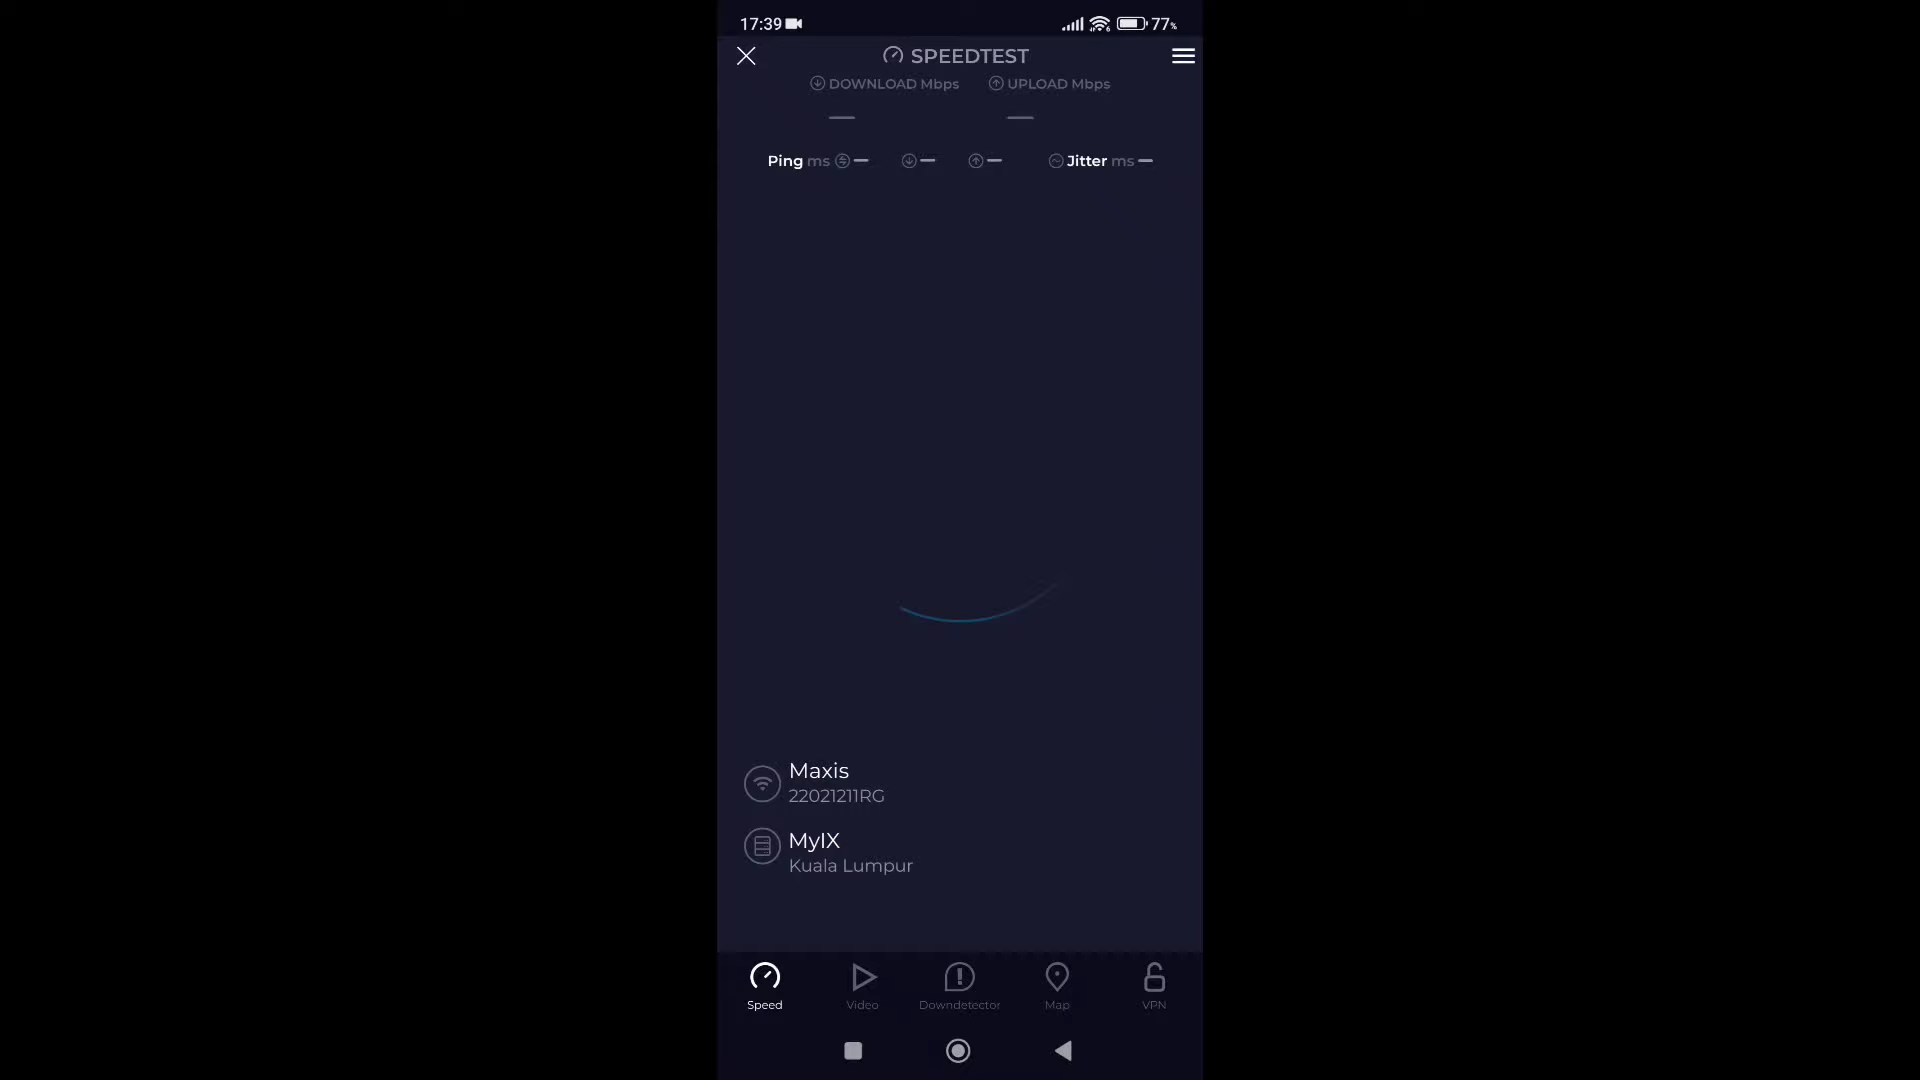 17:39 77%
SPEEDTEST
DOWNLOAD Mbps UPLOAD Mbps
— —
Ping ms — — — Jitter ms —
Maxis
22021211RG
MyIX
Kuala Lumpur
Speed Video Downdetector Map VPN